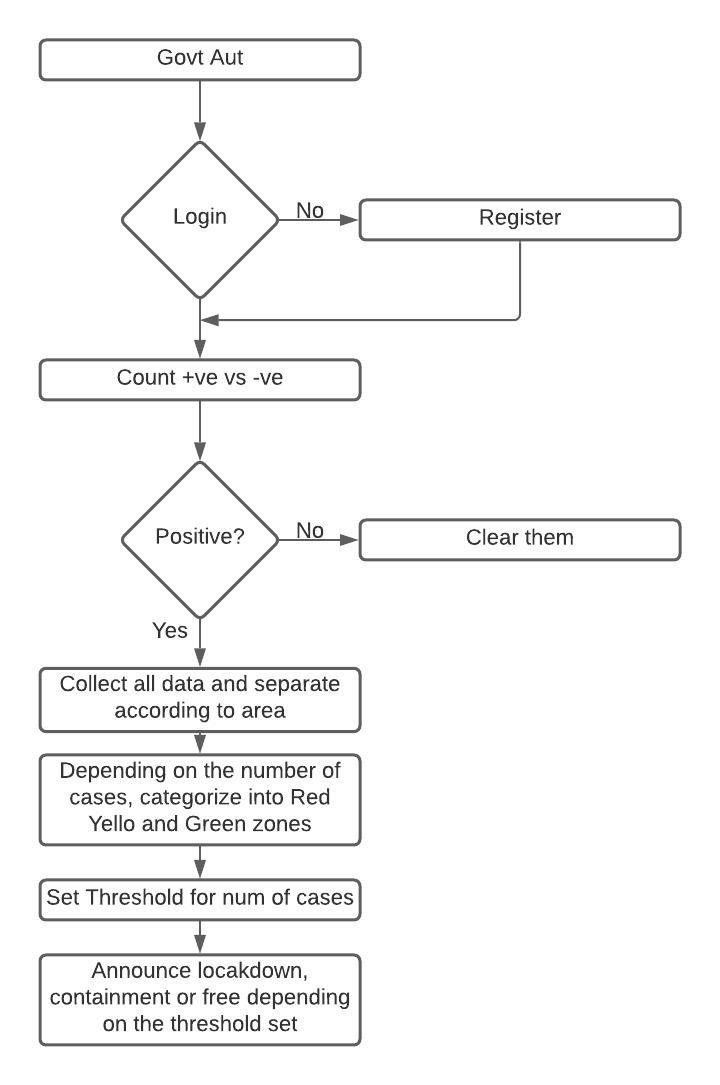 Govt Aut
Login
No
Register
Count +ve vs -ve
Positive?
No
Clear them
Yes
Collect all data and separate
according to area
Depending on the number of
cases, categorize into Red
Yello and Green zones
Set Threshold for num of cases
Announce locakdown,
containment or free depending
on the threshold set